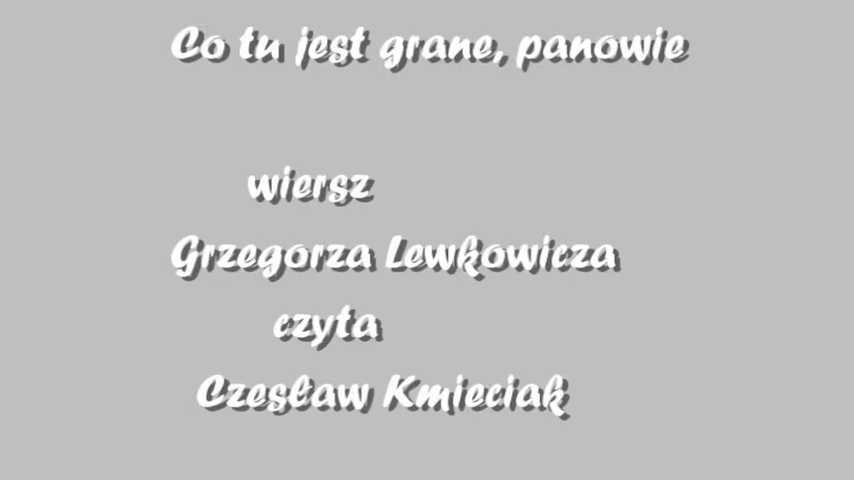 Co tu jest grane, panowie
wiersz
Grzegorza Lewkowicza
czyta
Czesław Kmieciak